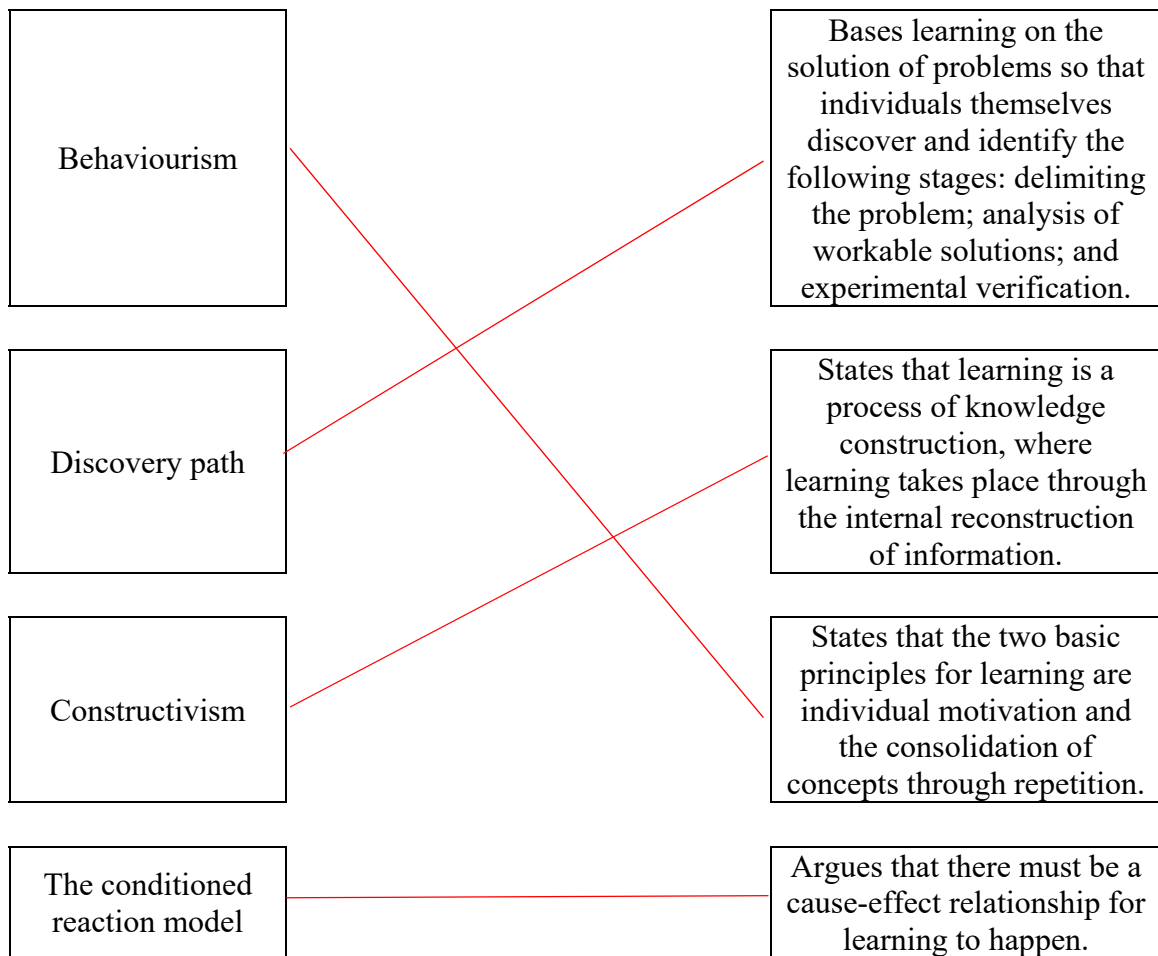 Behaviourism
Bases learning on the
solution of problems so that
individuals themselves
discover and identify the
following stages: delimiting
the problem; analysis of
workable solutions; and
experimental verification.
Discovery path
States that learning is a
process of knowledge
construction, where
learning takes place through
the internal reconstruction
of information.
Constructivism
States that the two basic
principles for learning are
individual motivation and
the consolidation of
concepts through repetition.
The conditioned
reaction model
Argues that there must be a
cause-effect relationship for
learning to happen.